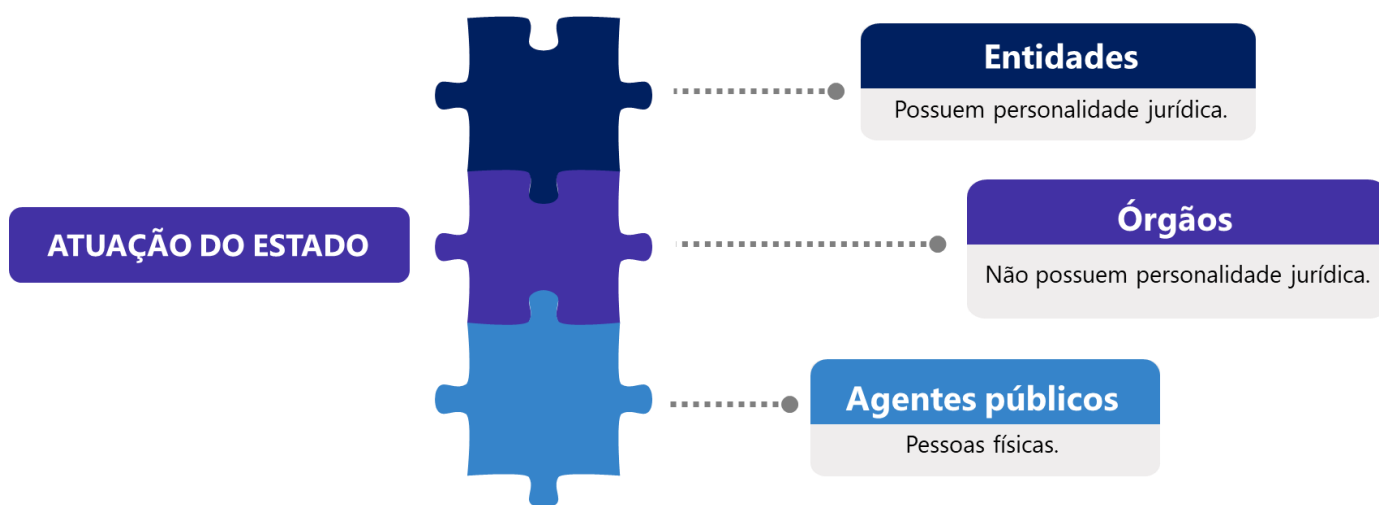 Entidades
Possuem personalidade jurídica.
ATUAÇÃO DO ESTADO
Órgãos
Não possuem personalidade jurídica.
Agentes públicos
Pessoas físicas.